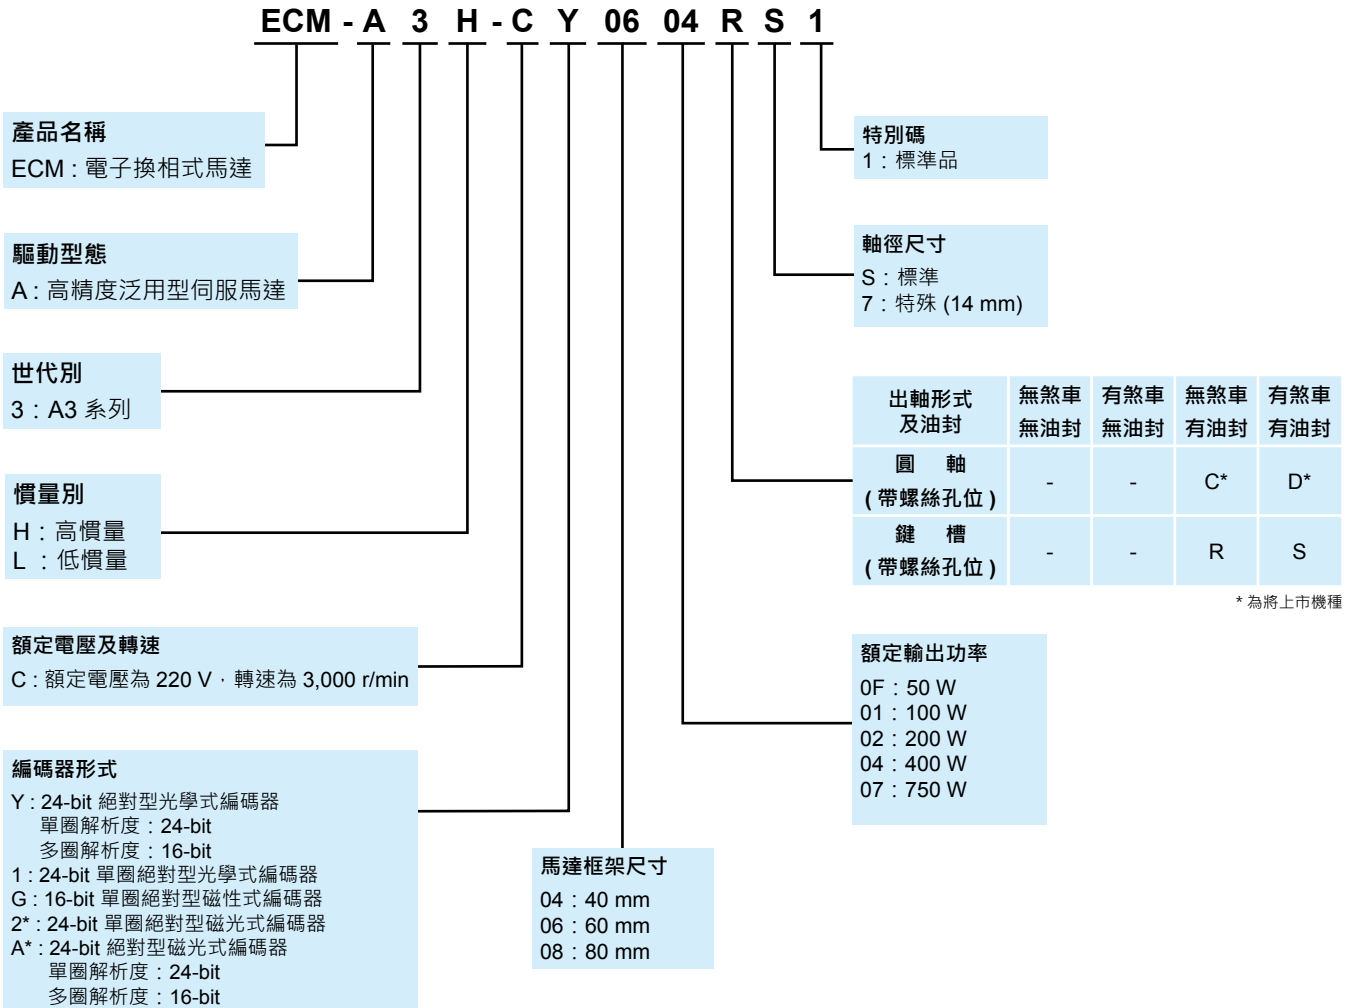 ECM - A 3 H - C Y 06 04 R S 1
產品名稱
ECM : 電子換相式馬達
驅動型態
A : 高精度泛用型伺服馬達
世代別
3 : A3 系列
慣量別
H : 高慣量
L : 低慣量
額定電壓及轉速
C : 額定電壓為 220 V，轉速為 3,000 r/min
編碼器形式
Y : 24-bit 絕對型光學式編碼器
單圈解析度 : 24-bit
多圈解析度 : 16-bit
1 : 24-bit 單圈絕對型光學式編碼器
G : 16-bit 單圈絕對型磁性式編碼器
2* : 24-bit 單圈絕對型磁光式編碼器
A* : 24-bit 絕對型磁光式編碼器
單圈解析度 : 24-bit
多圈解析度 : 16-bit
馬達框架尺寸
04 : 40 mm
06 : 60 mm
08 : 80 mm
特別碼
1 : 標準品
軸徑尺寸
S : 標準
7 : 特殊 (14 mm)
出軸形式 無煞車 有煞車 無煞車 有煞車
及油封 無油封 無油封 有油封 有油封
圓 軸
( 帶螺絲孔位 ) - - C* D*
鍵 槽
( 帶螺絲孔位 ) - - R S
* 為將上市機種
額定輸出功率
0F : 50 W
01 : 100 W
02 : 200 W
04 : 400 W
07 : 750 W